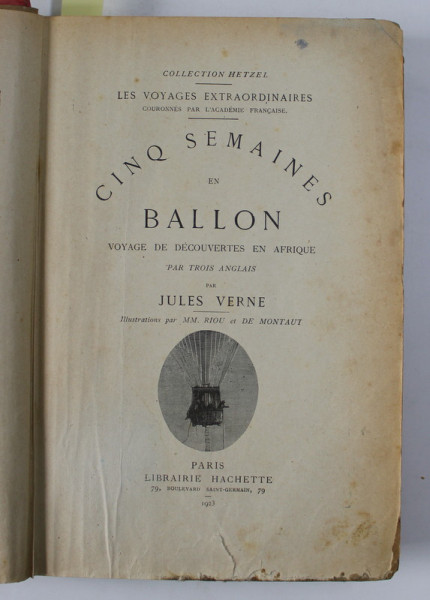 COLLECTION HETZEL
LES VOYAGES EXTRAORDINAIRES
COURONNÉS PAR L'ACADÉMIE FRANÇAISE.
CINQ SEMAINES
EN
BALLON
VOYAGE DE DÉCOUVERTES EN AFRIQUE
PAR TROIS ANGLAIS
PAR
JULES VERNE
Illustrations par MM. RIOU et DE MONTAUT
PARIS
LIBRAIRIE HACHETTE
79, BOULEVARD SAINT-GERMAIN, 79